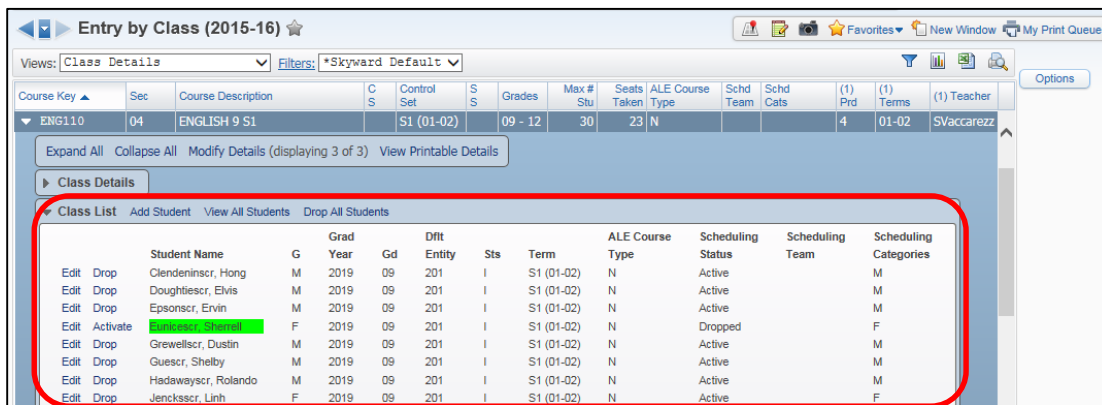 Entry by Class (2015-16)
Favorites New Window My Print Queue
Views: Class Details Filters: *Skyward Default
Options
Course Key Sec Course Description C S Control Set S S Grades Max # Stu Seats Taken ALE Course Type Schd Team Schd Cats (1) Prd (1) Terms (1) Teacher
ENG110 04 ENGLISH 9 S1 S1 (01-02) 09 - 12 30 23 N 4 01-02 SVaccarezz
Expand All Collapse All Modify Details (displaying 3 of 3) View Printable Details
Class Details
Class List Add Student View All Students Drop All Students
Grad Dflt ALE Course Scheduling Scheduling Scheduling
Student Name G Year Gd Entity Sts Term Type Status Team Categories
Edit Drop Clendeninscr, Hong M 2019 09 201 I S1 (01-02) N Active M
Edit Drop Doughtiescr, Elvis M 2019 09 201 I S1 (01-02) N Active M
Edit Drop Epsonscr, Ervin M 2019 09 201 I S1 (01-02) N Active M
Edit Activate Eunicescr, Sherrell F 2019 09 201 I S1 (01-02) N Dropped F
Edit Drop Grewellscr, Dustin M 2019 09 201 I S1 (01-02) N Active M
Edit Drop Guescr, Shelby M 2019 09 201 I S1 (01-02) N Active M
Edit Drop Hadawayscr, Rolando M 2019 09 201 I S1 (01-02) N Active M
Edit Drop Jencksscr, Linh F 2019 09 201 I S1 (01-02) N Active F